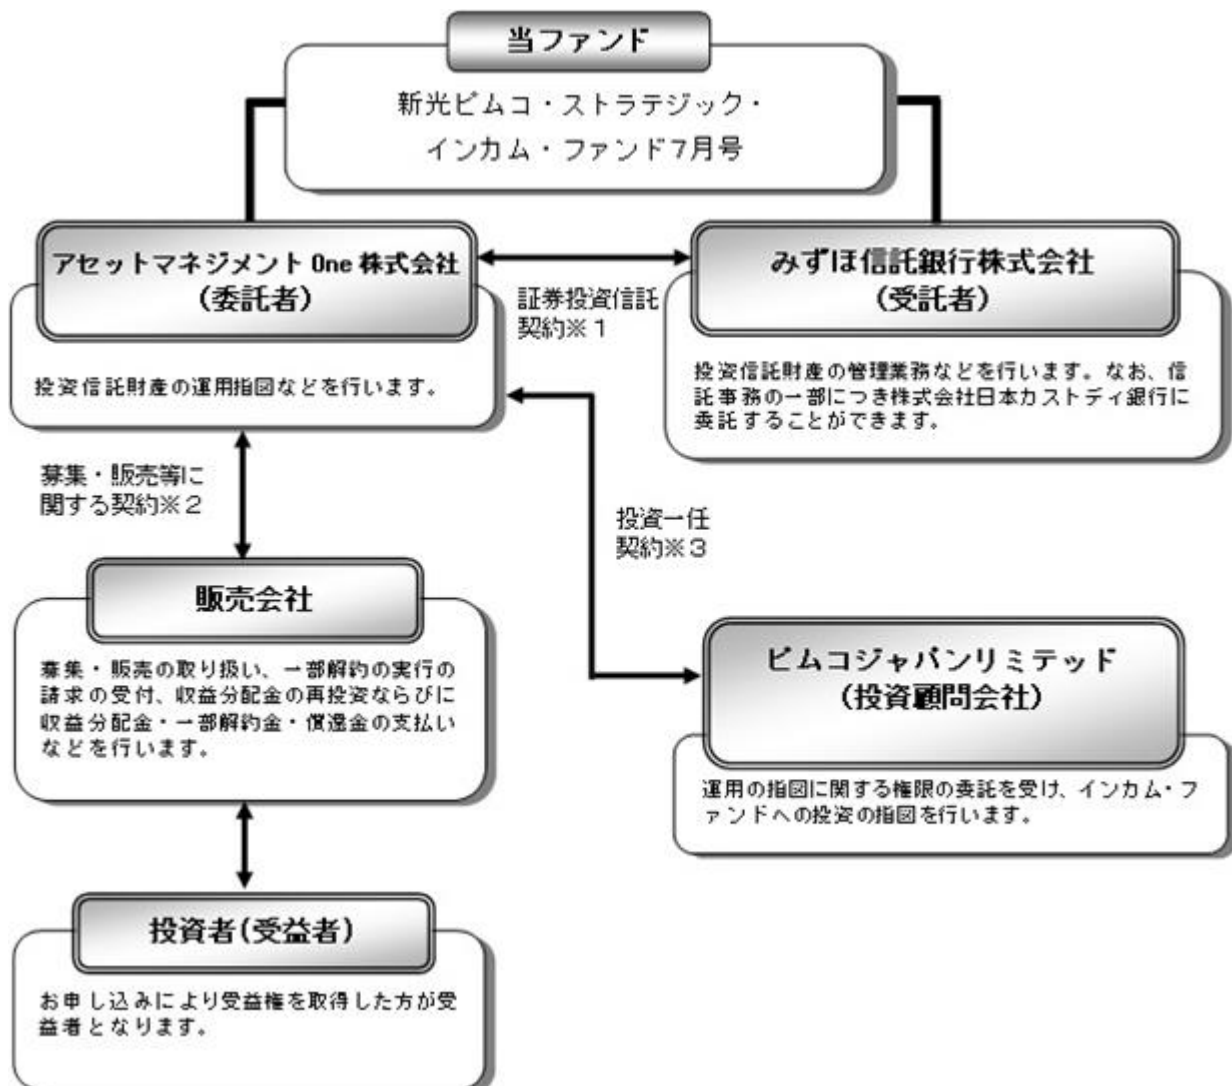 当ファンド
新光ピムコ・ストラテジック・
インカム・ファンド7月号
アセットマネジメント One 株式会社
(委託者)
投資信託財産の運用指図などを行います。
証券投資信託
契約※1
みずほ信託銀行株式会社
(受託者)
投資信託財産の管理業務などを行います。なお、信
託事務の一部につき株式会社日本カストディ銀行に
委託することができます。
募集・販売等に
関する契約※2
投資一任
契約※3
販売会社
募集・販売の取り扱い、一部解約の実行の
請求の受付、収益分配金の再投資ならびに
収益分配金・一部解約金・償還金の支払い
などを行います。
ピムコジャパンリミテッド
(投資顧問会社)
運用の指図に関する権限の委託を受け、インカム・フ
ァンドへの投資の指図を行います。
投資者(受益者)
お申し込みにより受益権を取得した方が受
益者となります。